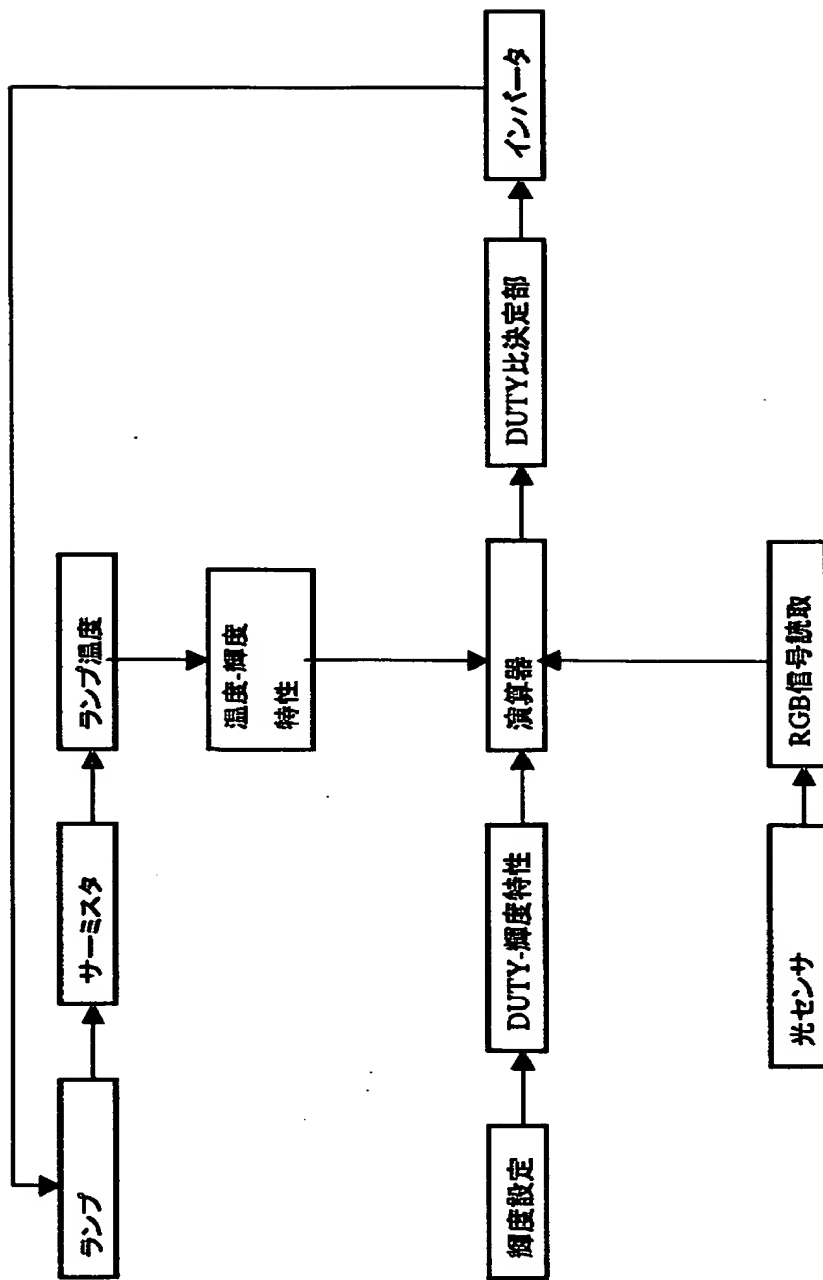 ランプ
サーミスタ
ランプ温度
温度-輝度
特性
輝度設定
DUTY-輝度特性
演算器
DUTY比決定部
インバータ
光センサ
RGB信号読取